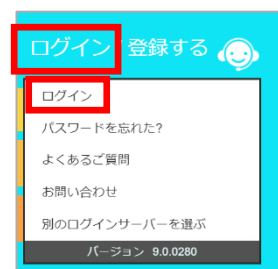 ログイン 登録する
ログイン
パスワードを忘れた?
よくあるご質問
お問い合わせ
別のログインサーバーを選ぶ
バージョン 9.0.0280